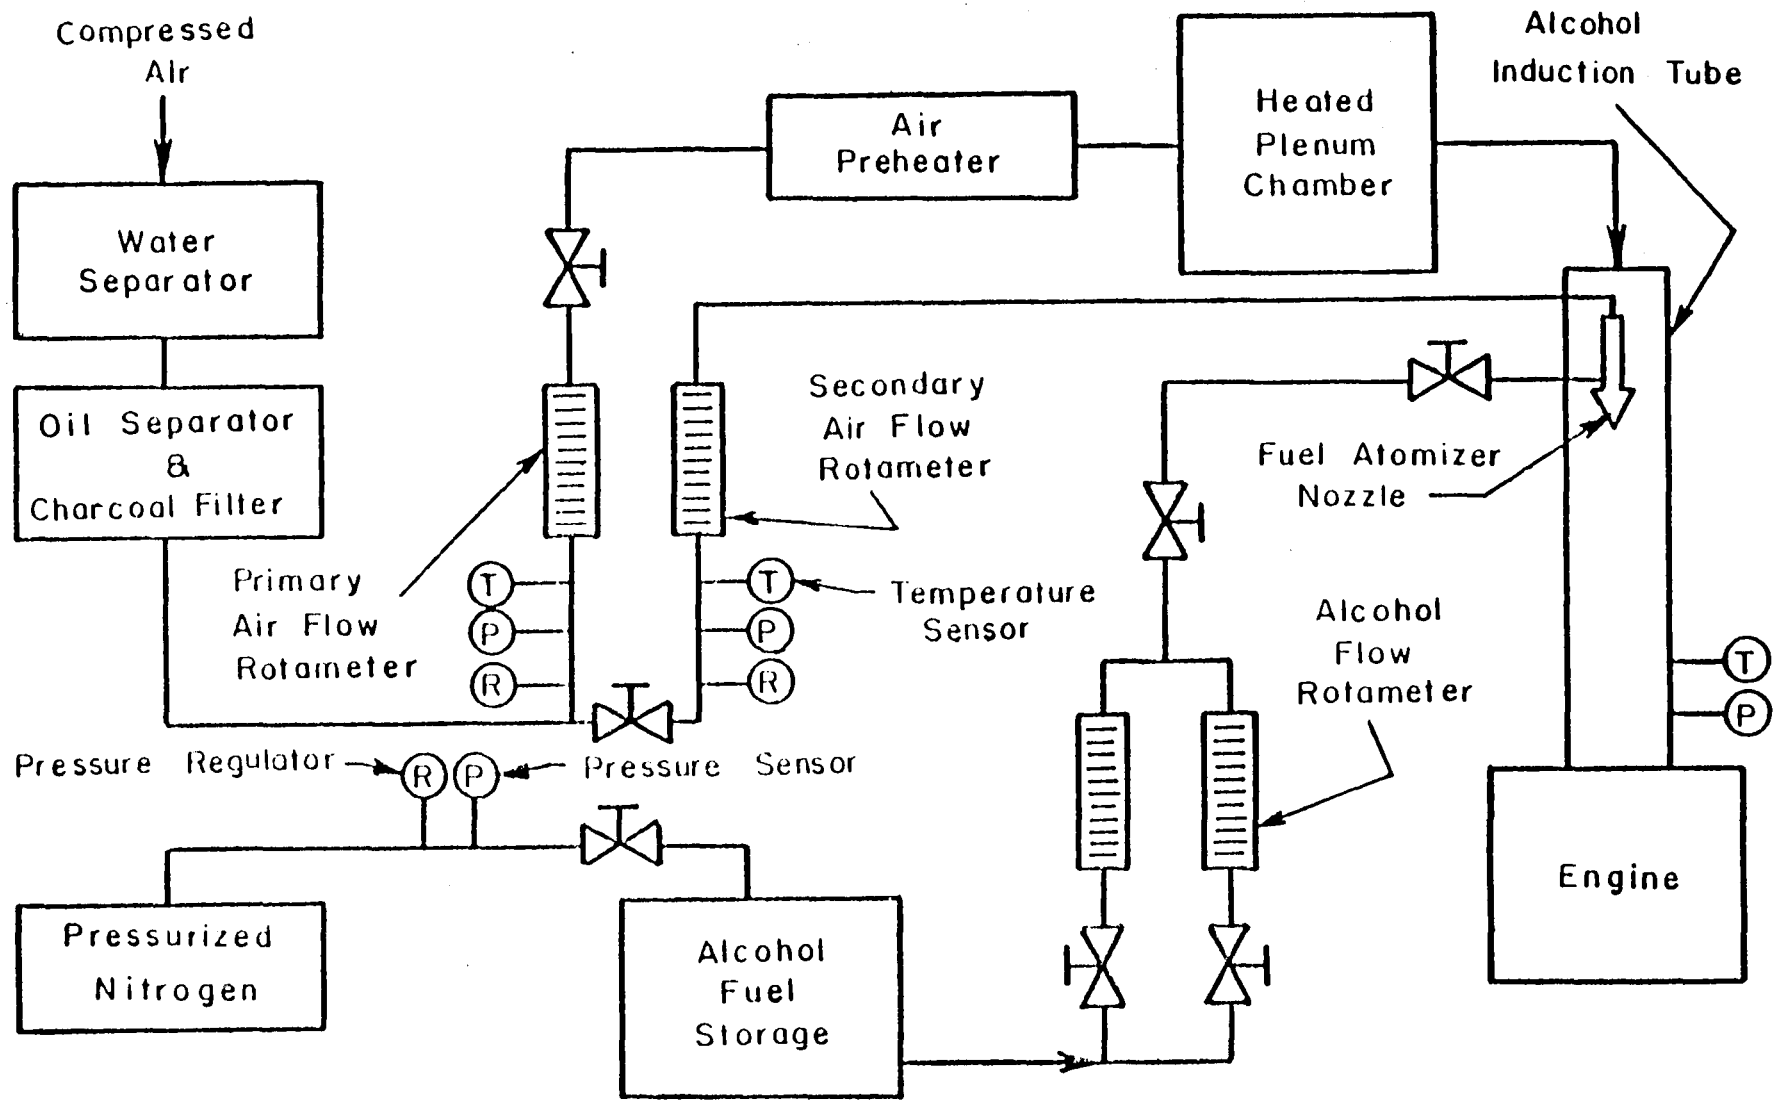 Compressed
Air
Water
Separator
Oil Separator
&
Charcoal Filter
Primary
Air Flow
Rotameter
T
P
R
Air
Preheater
Heated
Plenum
Chamber
Alcohol
Induction Tube
Secondary
Air Flow
Rotameter
T
P
R
Temperature
Sensor
Fuel Atomizer
Nozzle
Alcohol
Flow
Rotameter
T
P
Pressure Regulator
R
P
Pressure Sensor
Pressurized
Nitrogen
Alcohol
Fuel
Storage
Engine